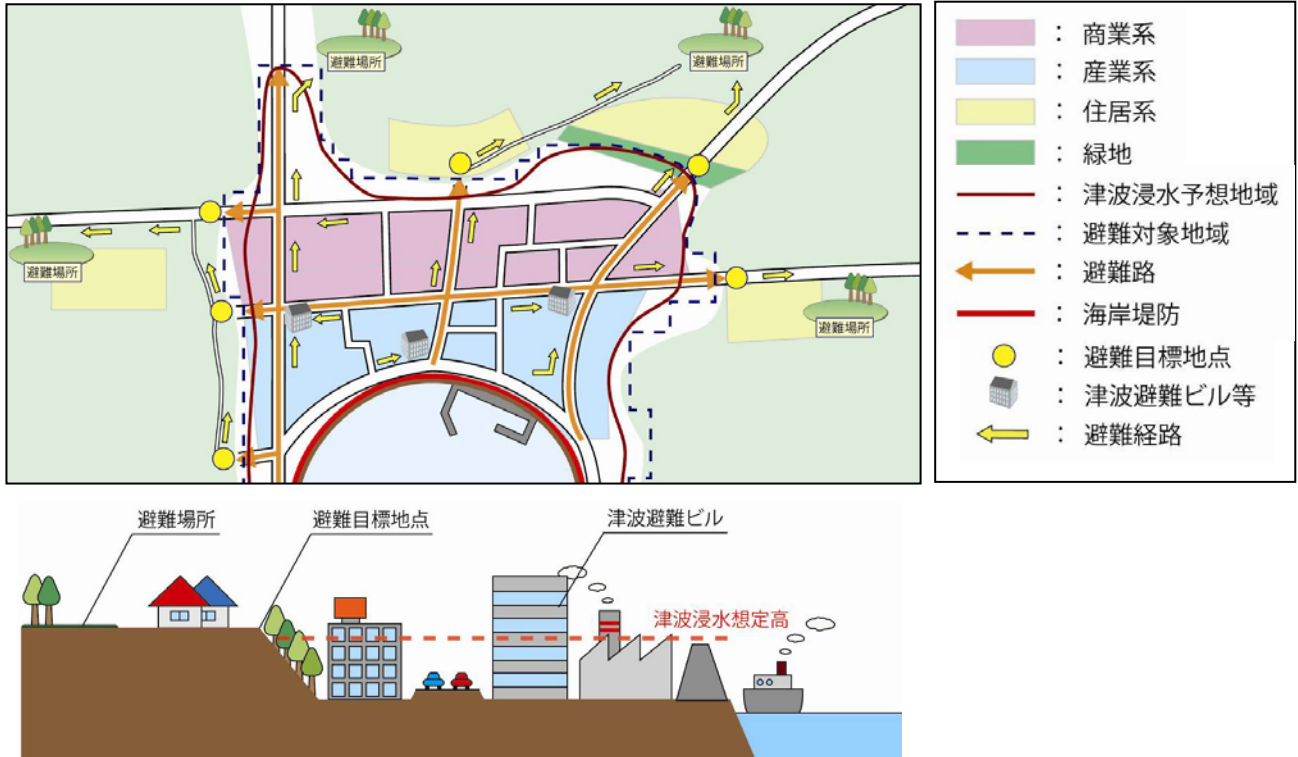 避難場所
避難場所
避難場所
避難場所
： 商業系
： 産業系
： 住居系
： 緑地
： 津波浸水予想地域
： 避難対象地域
： 避難路
： 海岸堤防
： 避難目標地点
： 津波避難ビル等
： 避難経路
避難場所
避難目標地点
津波避難ビル
津波浸水想定高